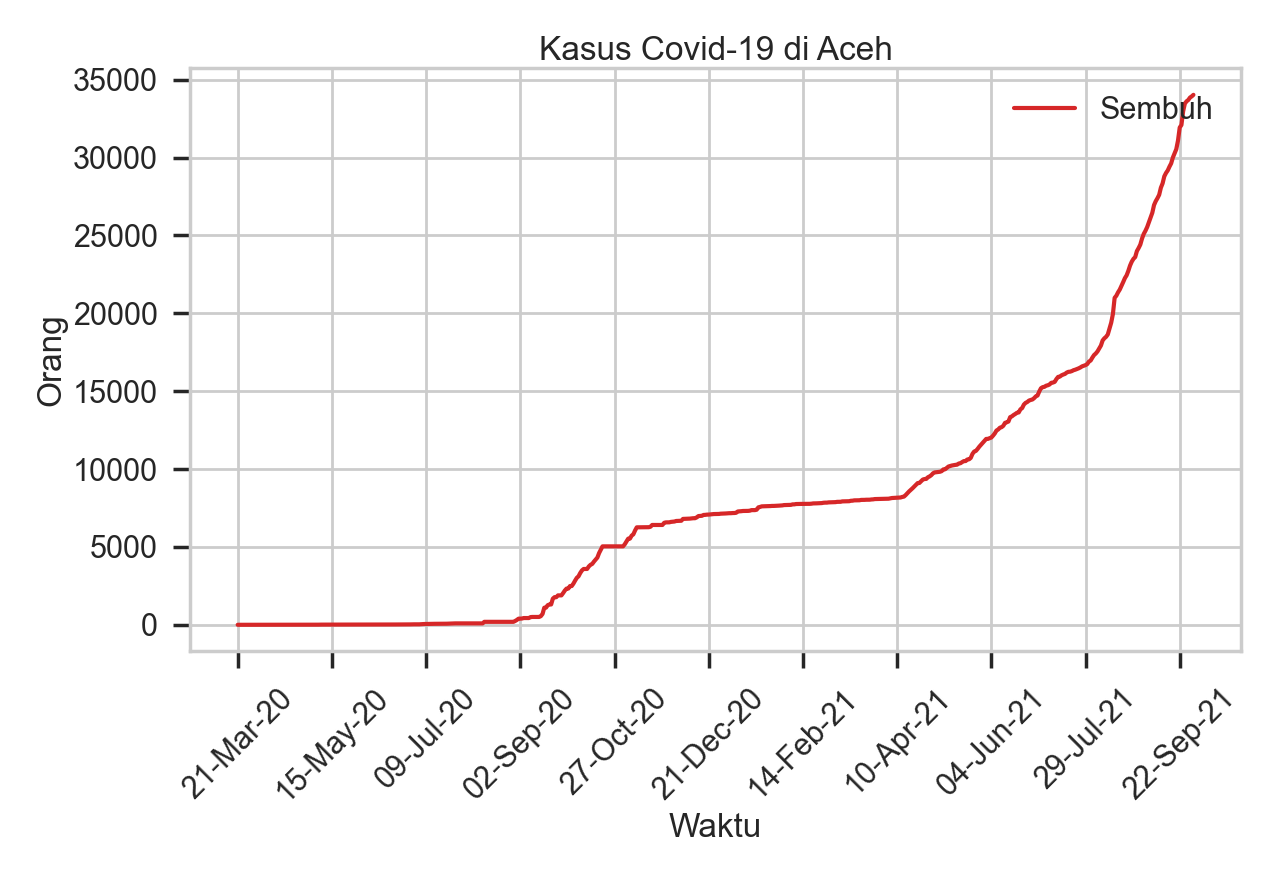 Kasus Covid-19 di Aceh
Sembuh
Orang
35000
30000
25000
20000
15000
10000
5000
0
21-Mar-20
15-May-20
09-Jul-20
02-Sep-20
27-Oct-20
21-Dec-20
14-Feb-21
10-Apr-21
04-Jun-21
29-Jul-21
22-Sep-21
Waktu